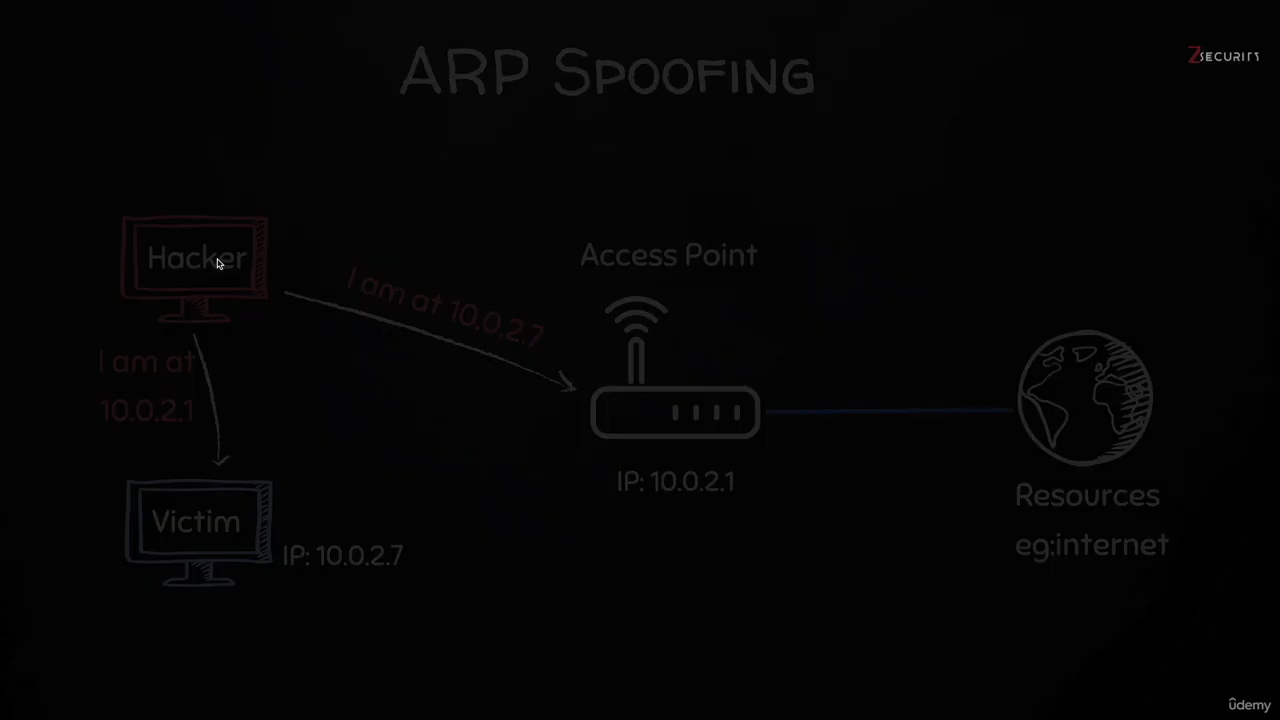 ARP SPOOFING
ZSECURITY
Hacker
Access Point
I am at 10.0.2.7
I am at
10.0.2.1
IP: 10.0.2.1
Resources
eg:internet
Victim
IP: 10.0.2.7
ûdemy